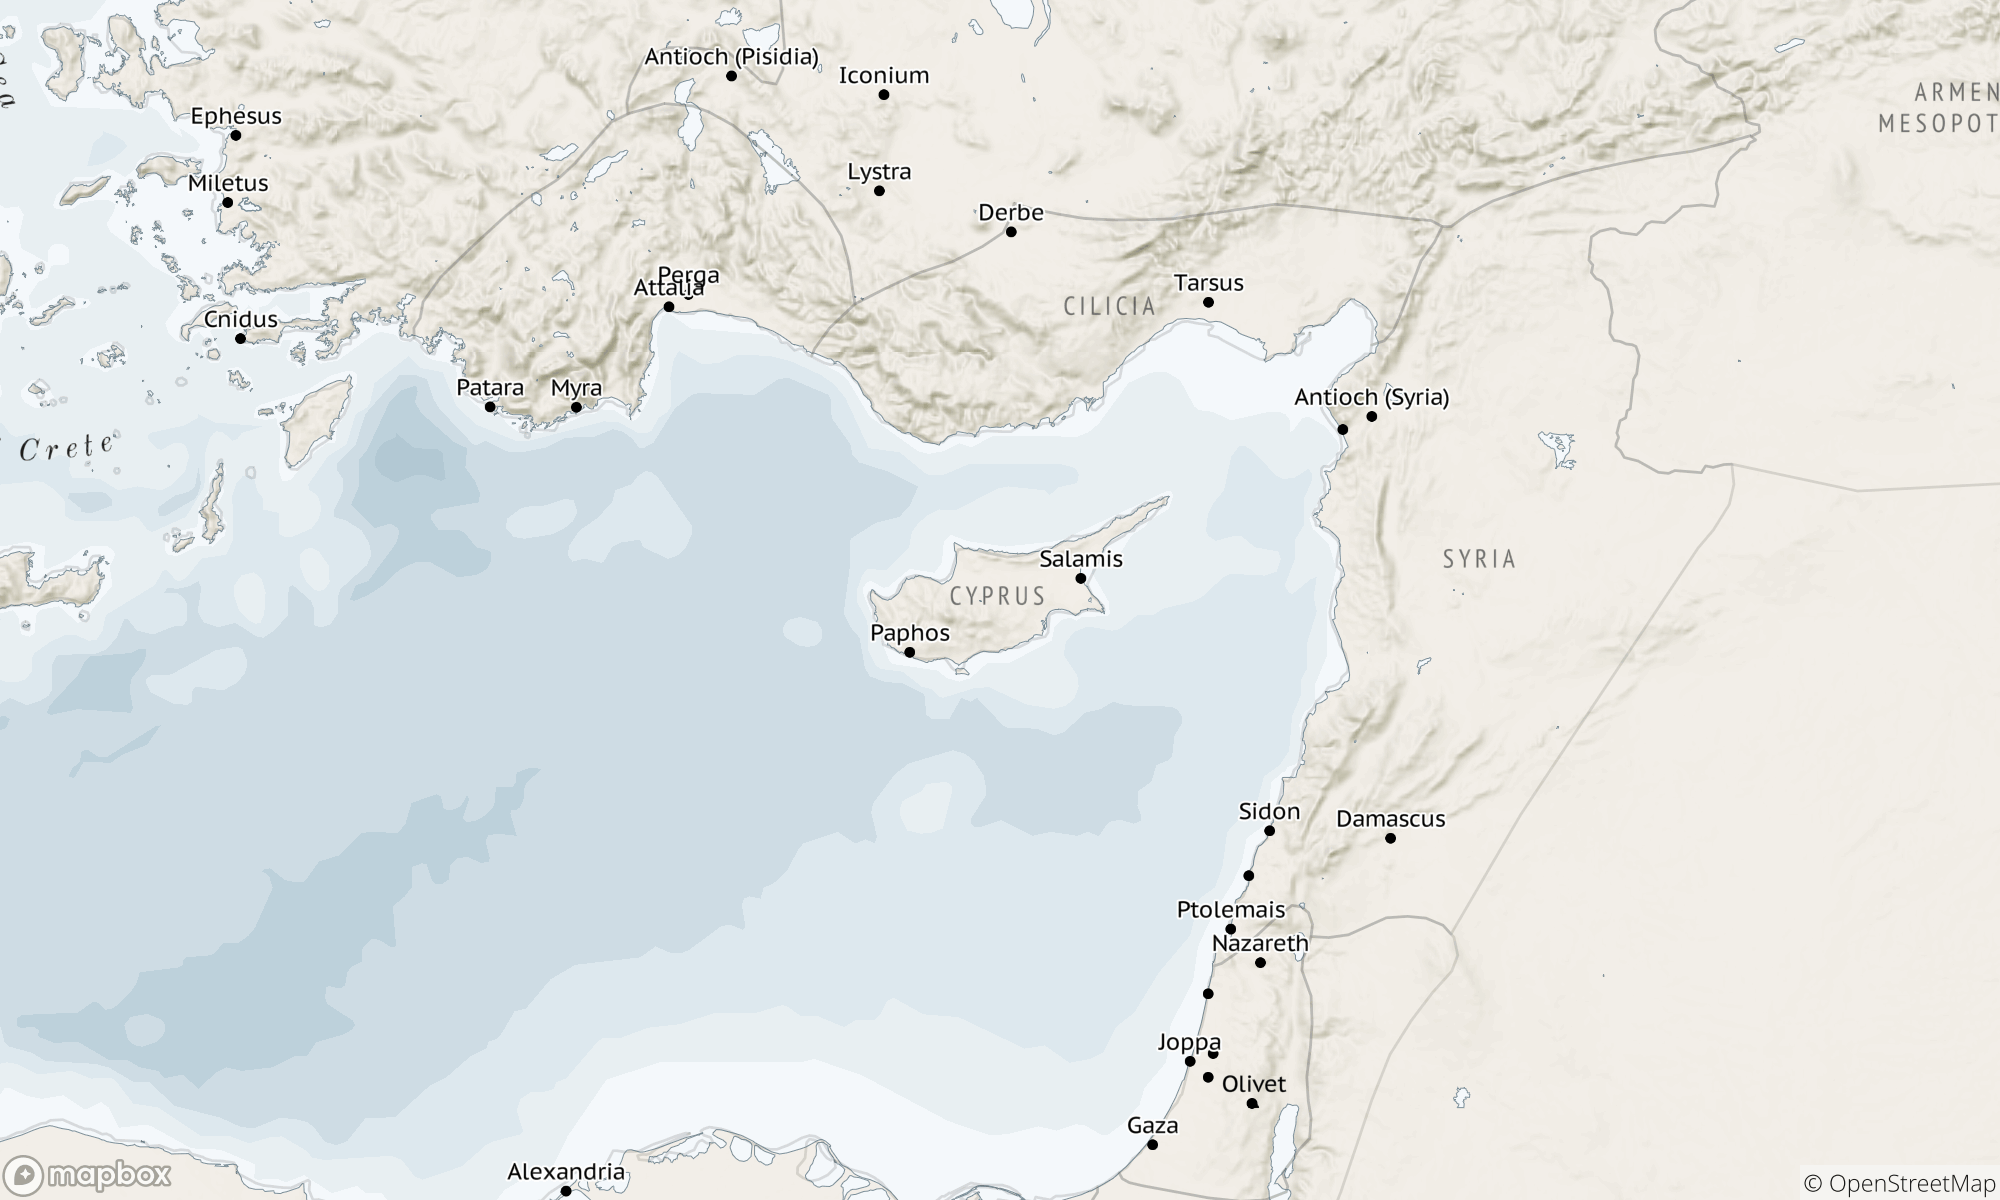 Antioch (Pisidia)
Iconium
ARMEN
MESOPOT
Ephesus
Lystra
Miletus
Derbe
Perga
Attalia
Tarsus
CILICIA
Cnidus
Patara
Myra
Antioch (Syria)
Crete
Salamis
SYRIA
CYPRUS
Paphos
Sidon
Damascus
Ptolemais
Nazareth
Joppa
Olivet
Gaza
Alexandria
mapbox
© OpenStreetMap